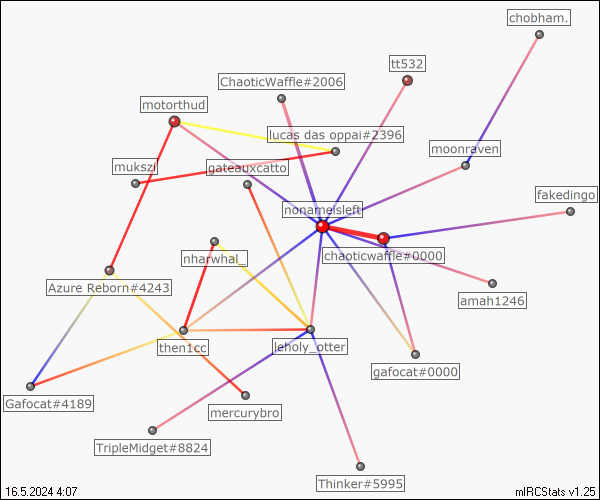 chobham.
tt532
ChaoticWaffle#2006
motorthud
lucas das oppai#2396
moonraven
mukszi
gateauxcatto
fakedingo
nonameisleft
nharwhal_
chaoticwaffle#0000
Azure Reborn#4243
amah1246
then1cc
leholy_otter
gafocat#0000
Gafocat#4189
mercurybro
TripleMidget#8824
Thinker#5995
16.5.2024 4:07
mIRCStats v1.25